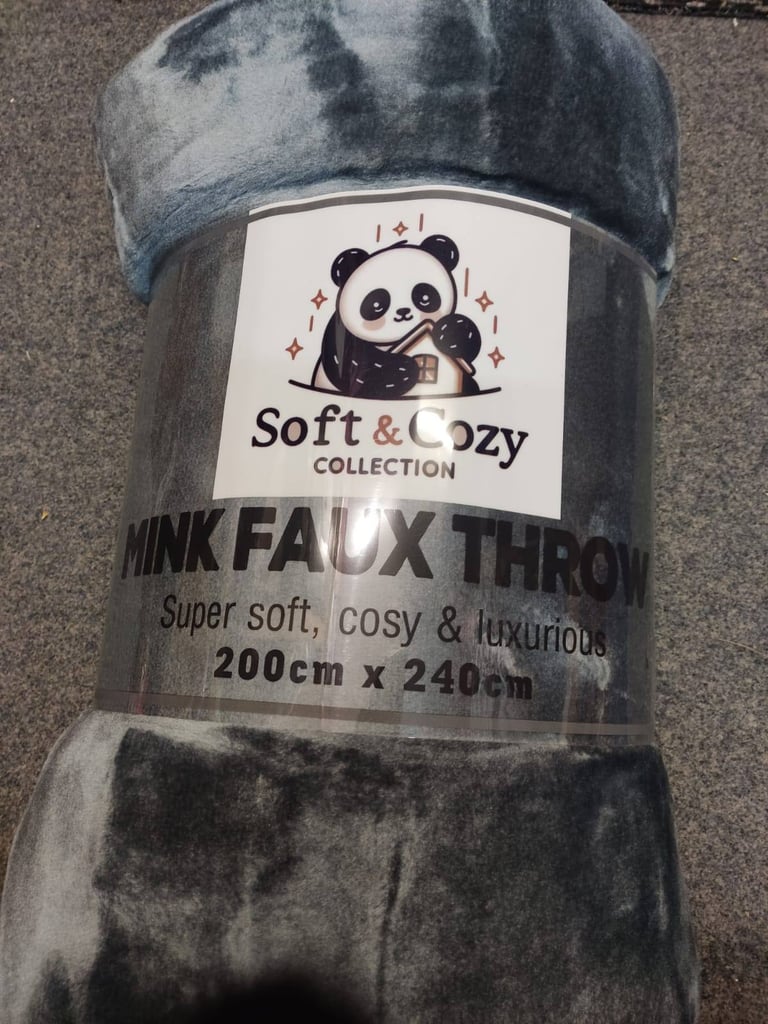 Soft & Cozy
COLLECTION
MINK FAUX THROW
Super soft, cosy & luxurious
200cm x 240cm